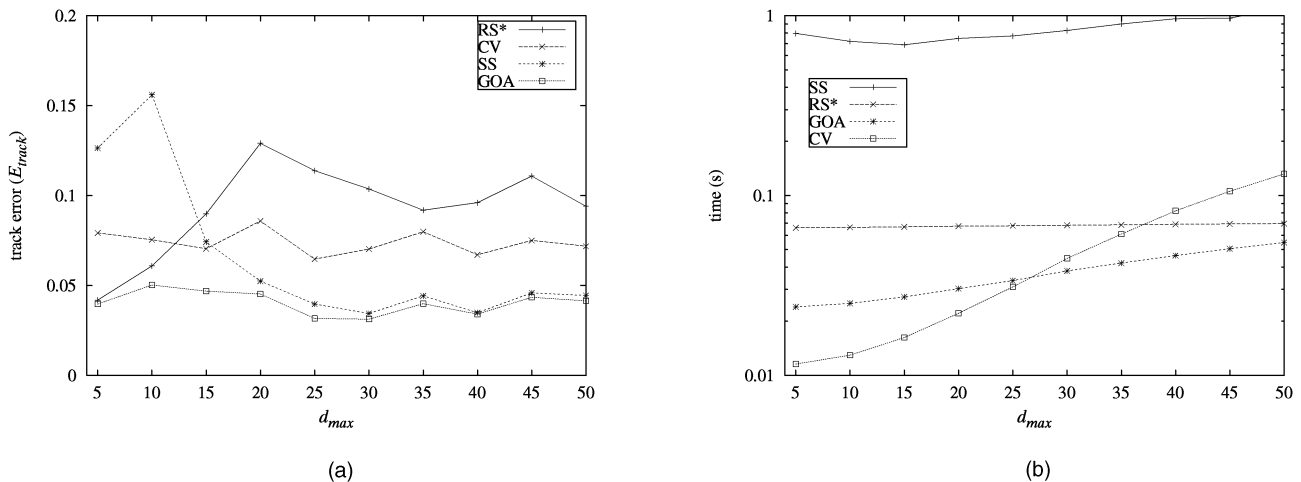 0.2
0.15
0.1
0.05
0
track error (E_track)
RS*
CV
SS
GOA
5 10 15 20 25 30 35 40 45 50
d_max
(a)
1
0.1
0.01
time (s)
SS
RS*
GOA
CV
5 10 15 20 25 30 35 40 45 50
d_max
(b)